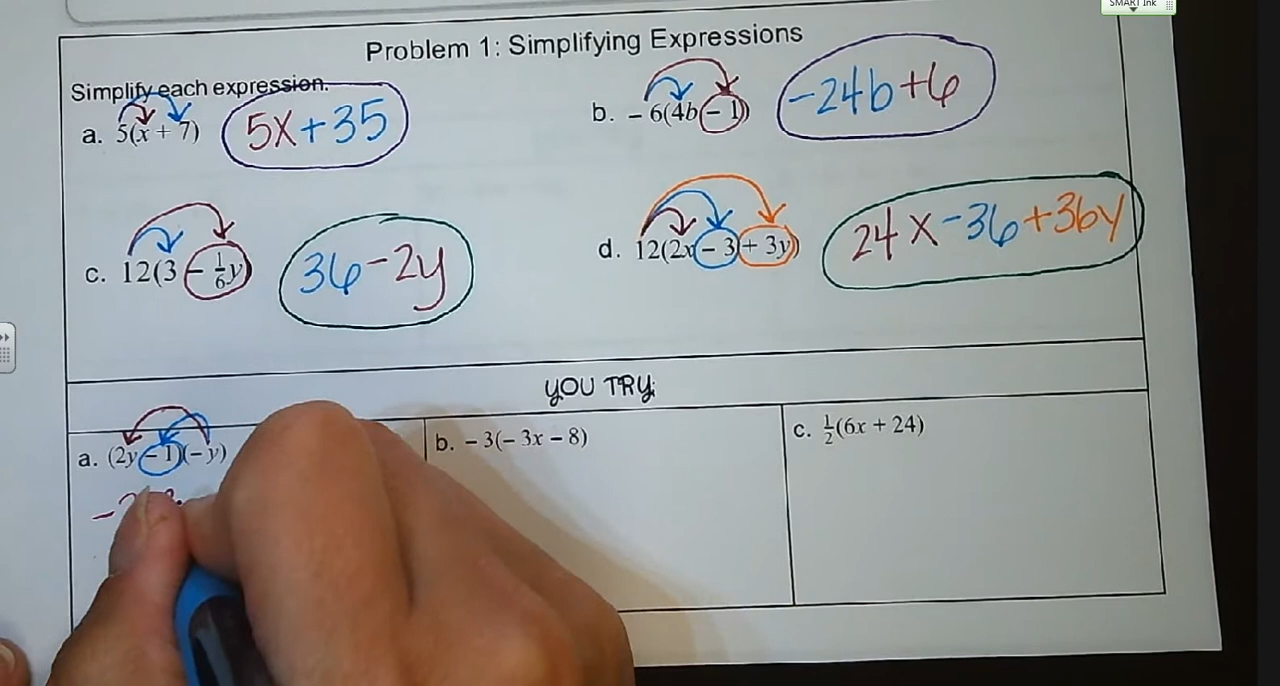 SMART Ink
Problem 1: Simplifying Expressions
Simplify each expression.
a. 5(x + 7) 5x + 35
b. – 6(4b – 1) -24b + 6
c. 12(3 – 1/6 y) 36 - 2y
d. 12(2x – 3 + 3y) 24x - 36 + 36y
YOU TRY:
a. (2y – 1)(– y)
b. – 3(– 3x – 8)
c. 1/2 (6x + 24)